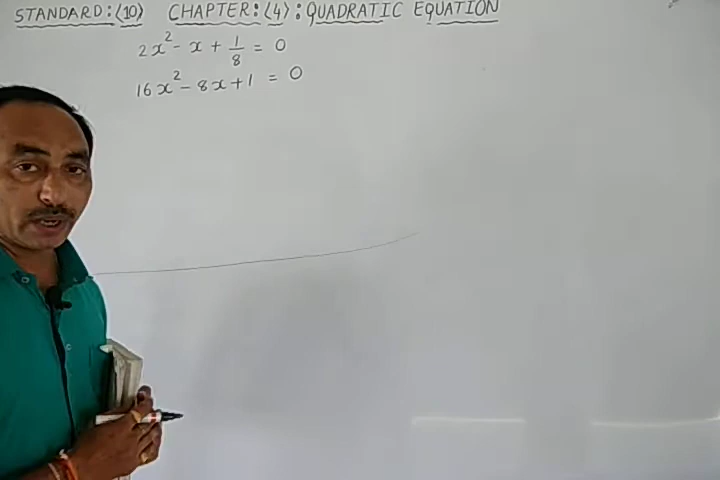 STANDARD:⟨10⟩ CHAPTER:⟨4⟩:QUADRATIC EQUATION
2x² - x + 1/8 = 0
16x² - 8x + 1 = 0